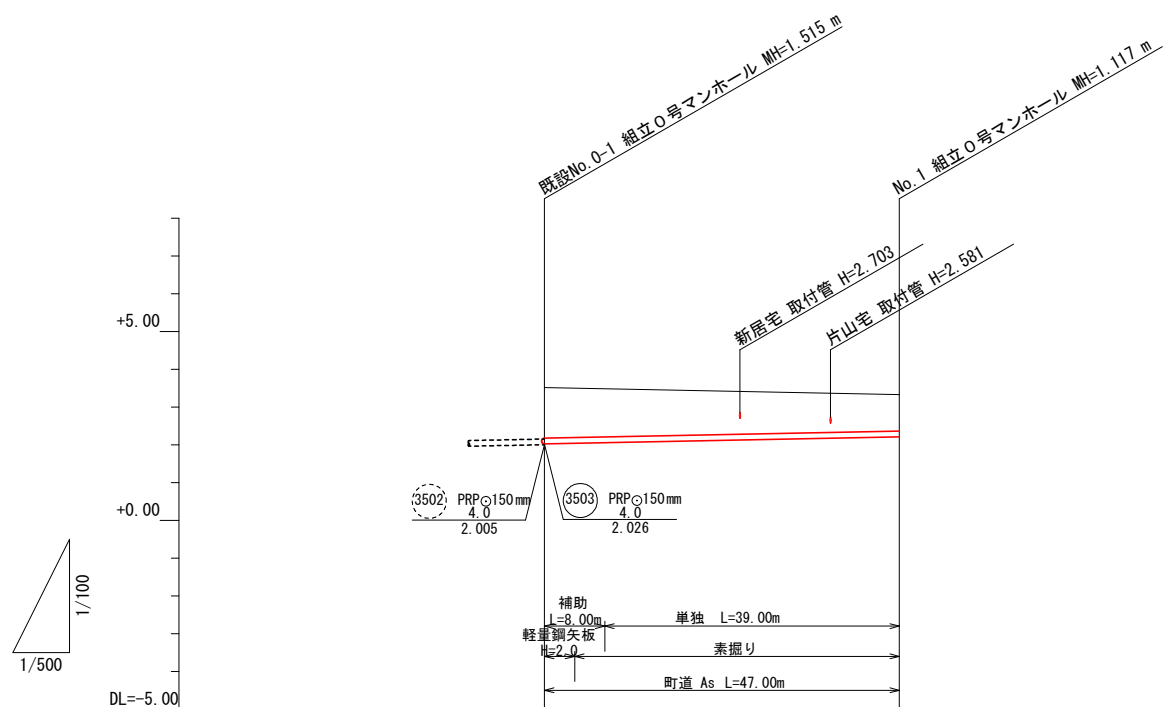 既設No.0-1 組立0号マンホール MH=1.515 m
No.1 組立0号マンホール MH=1.117 m
新居宅 取付管 H=2.703
片山宅 取付管 H=2.581
+5.00
3502 PRP⊙150mm
4.0
2.005
3503 PRP⊙150mm
4.0
2.026
+0.00
1/100
1/500
補助
L=8.00m
単独 L=39.00m
軽量鋼矢板
H=2.0
素掘り
町道 As L=47.00m
DL=-5.00